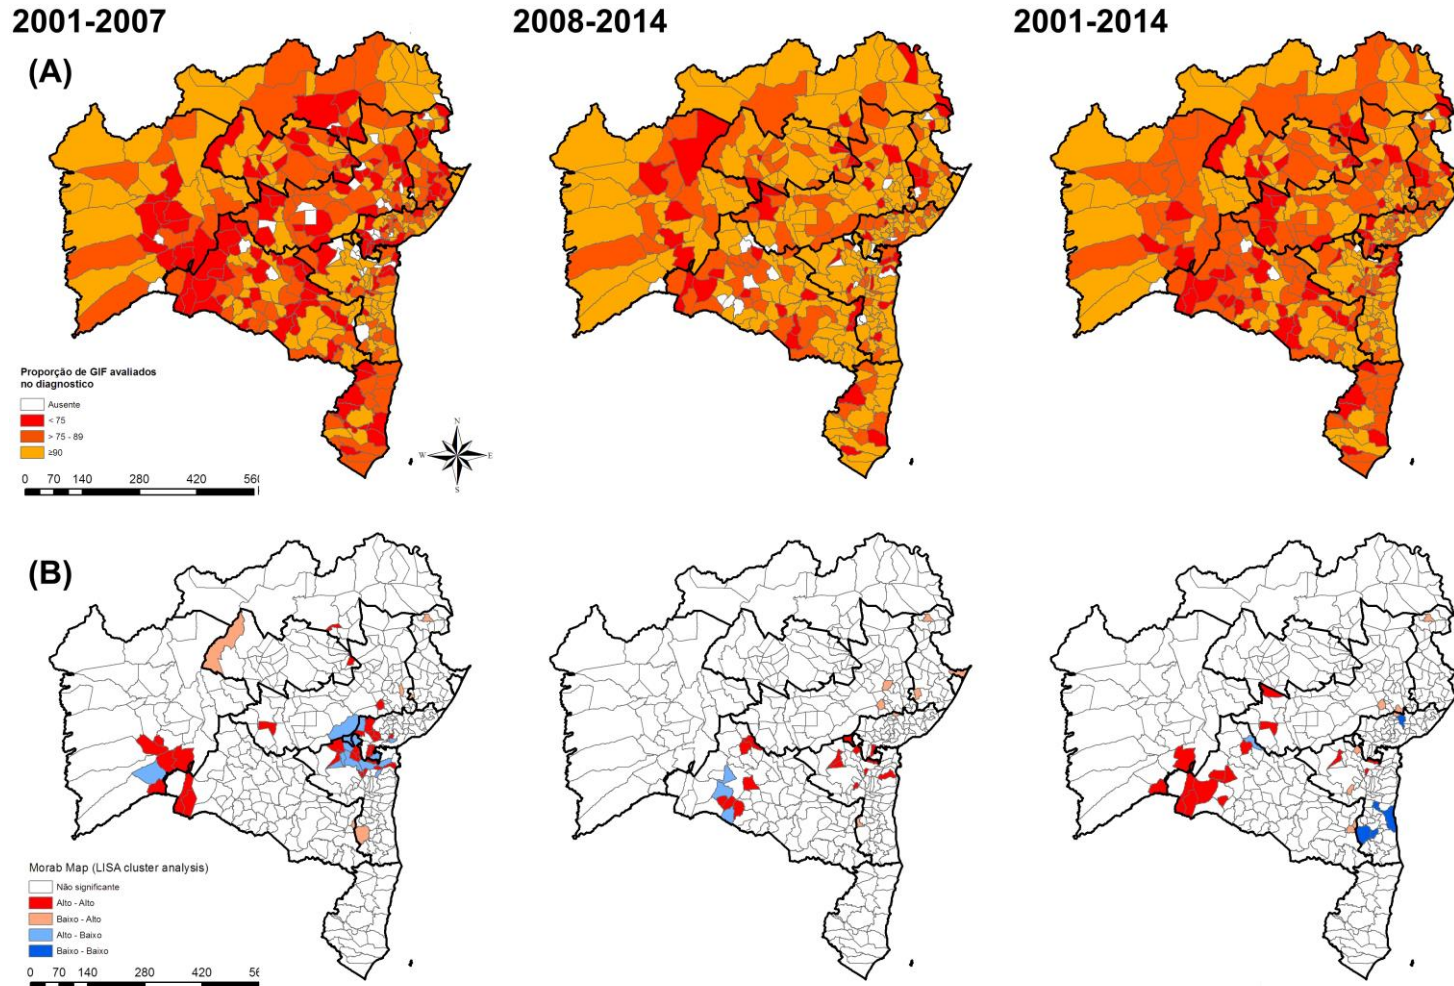 2001-2007
2008-2014
2001-2014
(A)
Proporção de GIF avaliados
no diagnostico
Ausente
< 75
> 75 - 89
≥90
N
W
E
S
0 70 140 280 420 560
(B)
Morab Map (LISA cluster analysis)
Não significante
Alto - Alto
Baixo - Alto
Alto - Baixo
Baixo - Baixo
0 70 140 280 420 56